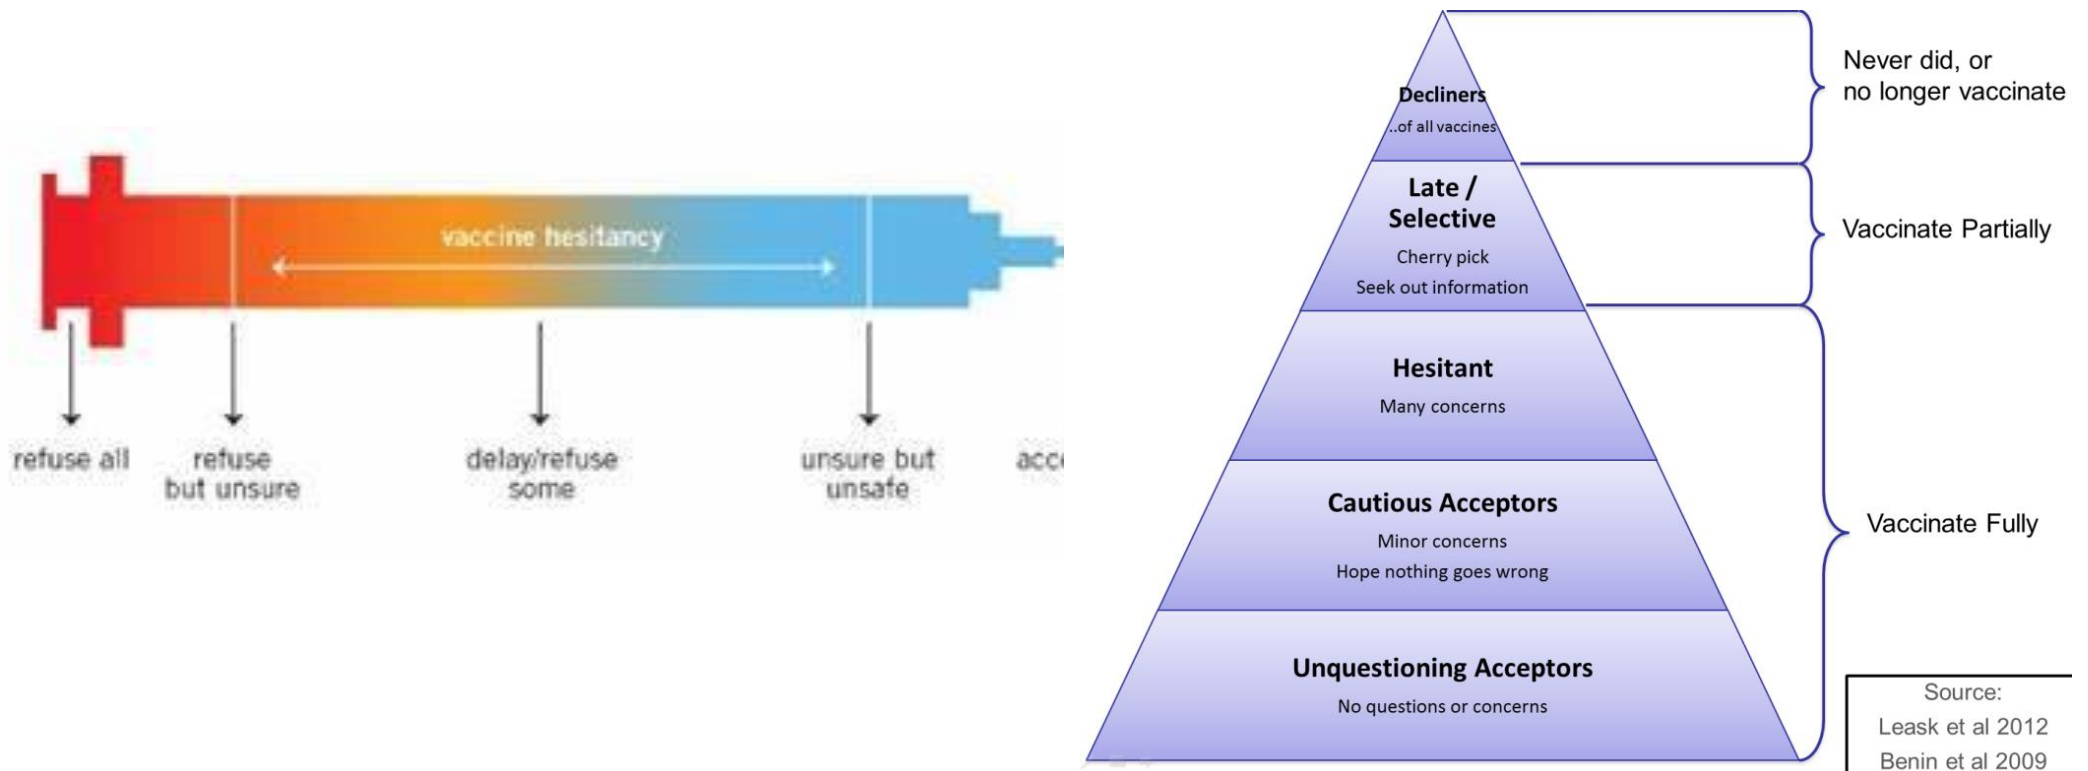 vaccine hesitancy
refuse all
refuse
but unsure
delay/refuse
some
unsure but
unsafe
acc
Decliners
..of all vaccines
Late /
Selective
Cherry pick
Seek out information
Hesitant
Many concerns
Cautious Acceptors
Minor concerns
Hope nothing goes wrong
Unquestioning Acceptors
No questions or concerns
Never did, or
no longer vaccinate
Vaccinate Partially
Vaccinate Fully
Source:
Leask et al 2012
Benin et al 2009